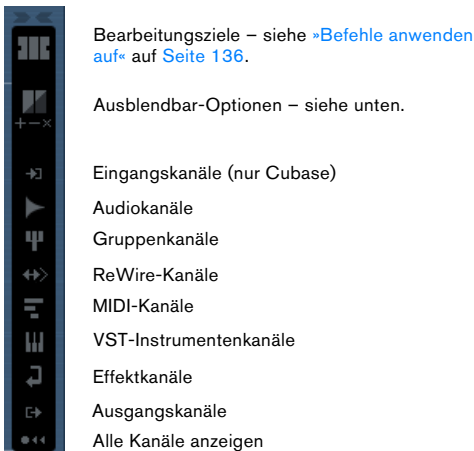 Bearbeitungsziele – siehe »Befehle anwenden
auf« auf Seite 136.
Ausblendbar-Optionen – siehe unten.
Eingangskanäle (nur Cubase)
Audiokanäle
Gruppenkanäle
ReWire-Kanäle
MIDI-Kanäle
VST-Instrumentenkanäle
Effektkanäle
Ausgangskanäle
Alle Kanäle anzeigen